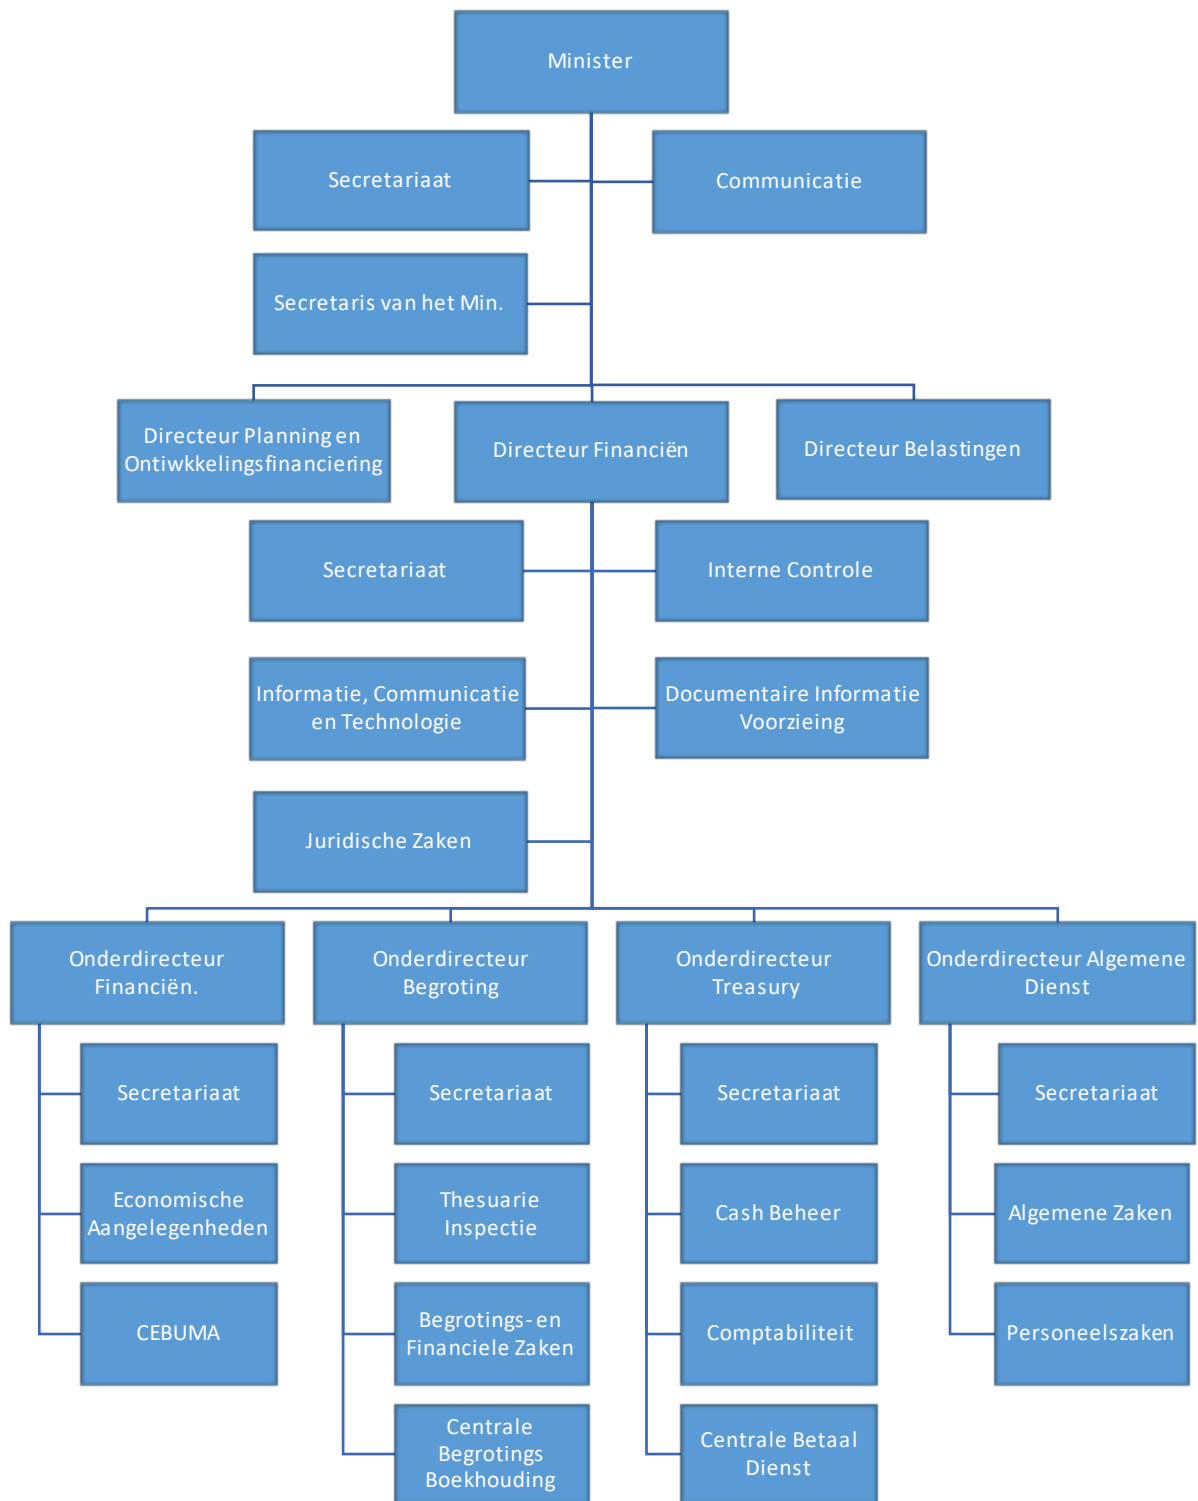 Minister
Secretariaat
Communicatie
Secretaris van het Min.
Directeur Planning en
Ontiwkkelingsfinanciering
Directeur Financiën
Directeur Belastingen
Secretariaat
Interne Controle
Informatie, Communicatie
en Technologie
Documentaire Informatie
Voorzieing
Juridische Zaken
Onderdirecteur
Financiën.
Onderdirecteur
Begroting
Onderdirecteur
Treasury
Onderdirecteur Algemene
Dienst
Secretariaat
Economische
Aangelegenheden
CEBUMA
Secretariaat
Thesuarie
Inspectie
Begrotings- en
Financiele Zaken
Centrale
Begrotings
Boekhouding
Secretariaat
Cash Beheer
Comptabiliteit
Centrale Betaal
Dienst
Secretariaat
Algemene Zaken
Personeelszaken